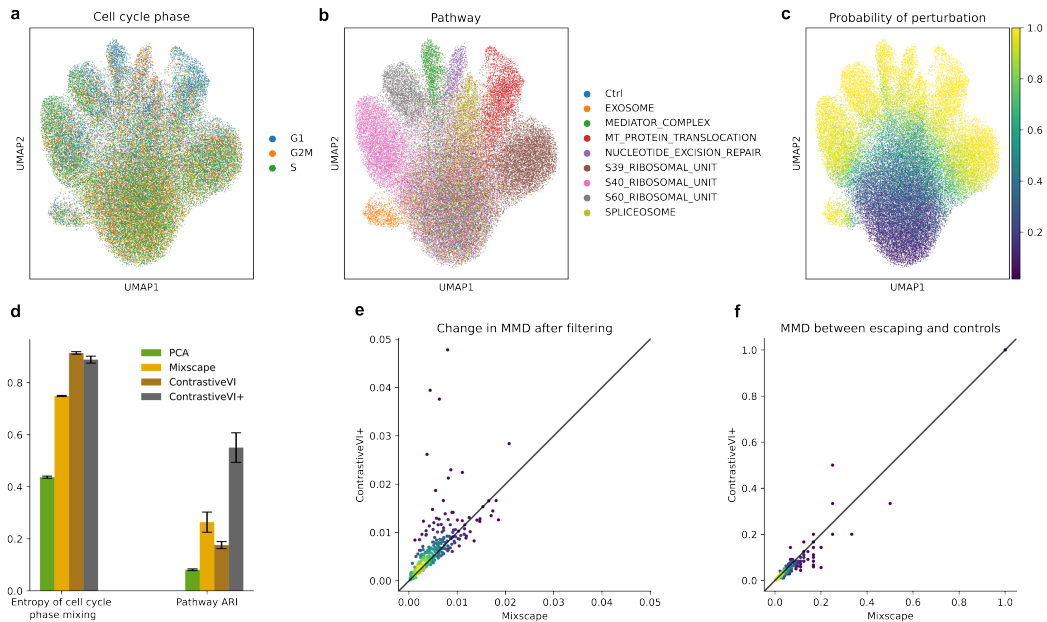 a
Cell cycle phase
UMAP2
UMAP1
G1
G2M
S
b
Pathway
UMAP2
UMAP1
Ctrl
EXOSOME
MEDIATOR_COMPLEX
MT_PROTEIN_TRANSLOCATION
NUCLEOTIDE_EXCISION_REPAIR
S39_RIBOSOMAL_UNIT
S40_RIBOSOMAL_UNIT
S60_RIBOSOMAL_UNIT
SPLICEOSOME
c
Probability of perturbation
UMAP2
UMAP1
1.0
0.8
0.6
0.4
0.2
d
0.8
0.6
0.4
0.2
0.0
PCA
Mixscape
ContrastiveVI
ContrastiveVI+
Entropy of cell cycle
phase mixing
Pathway ARI
e
Change in MMD after filtering
ContrastiveVI+
0.05
0.04
0.03
0.02
0.01
0.00
0.00
0.01
0.02
0.03
0.04
0.05
Mixscape
f
MMD between escaping and controls
ContrastiveVI+
1.0
0.8
0.6
0.4
0.2
0.0
0.0
0.2
0.4
0.6
0.8
1.0
Mixscape